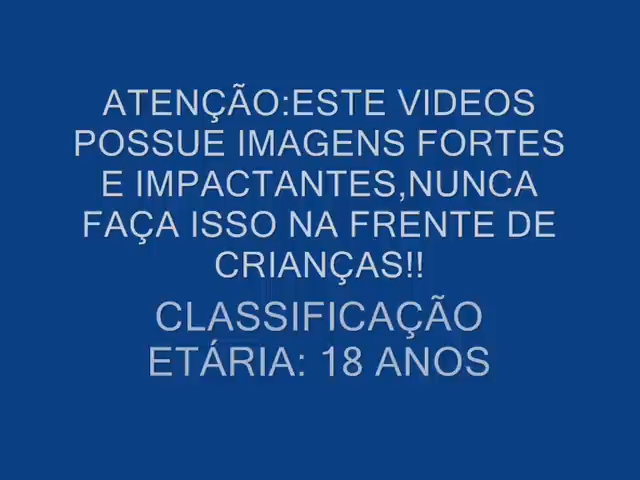 ATENÇÃO:ESTE VIDEOS
POSSUE IMAGENS FORTES
E IMPACTANTES,NUNCA
FAÇA ISSO NA FRENTE DE
CRIANÇAS!!
CLASSIFICAÇÃO
ETÁRIA: 18 ANOS